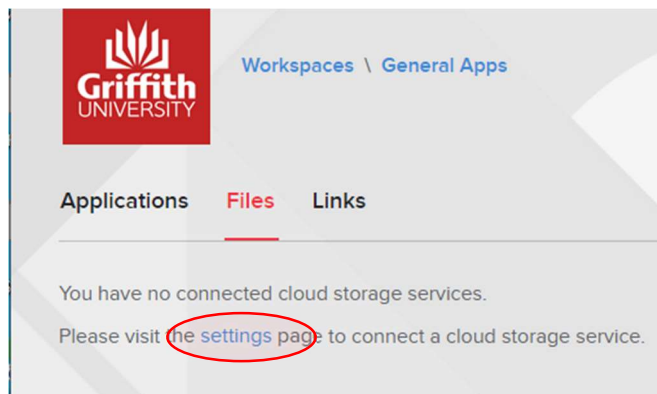 Griffith
UNIVERSITY
Workspaces \ General Apps
Applications Files Links
You have no connected cloud storage services.
Please visit the settings page to connect a cloud storage service.